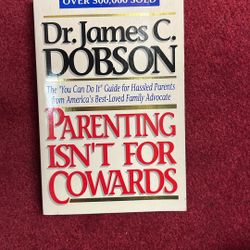 OVER 500,000 SOLD
Dr. James C.
DOBSON
The "You Can Do It" Guide for Hassled Parents
from America's Best-Loved Family Advocate
PARENTING
ISN'T FOR
COWARDS